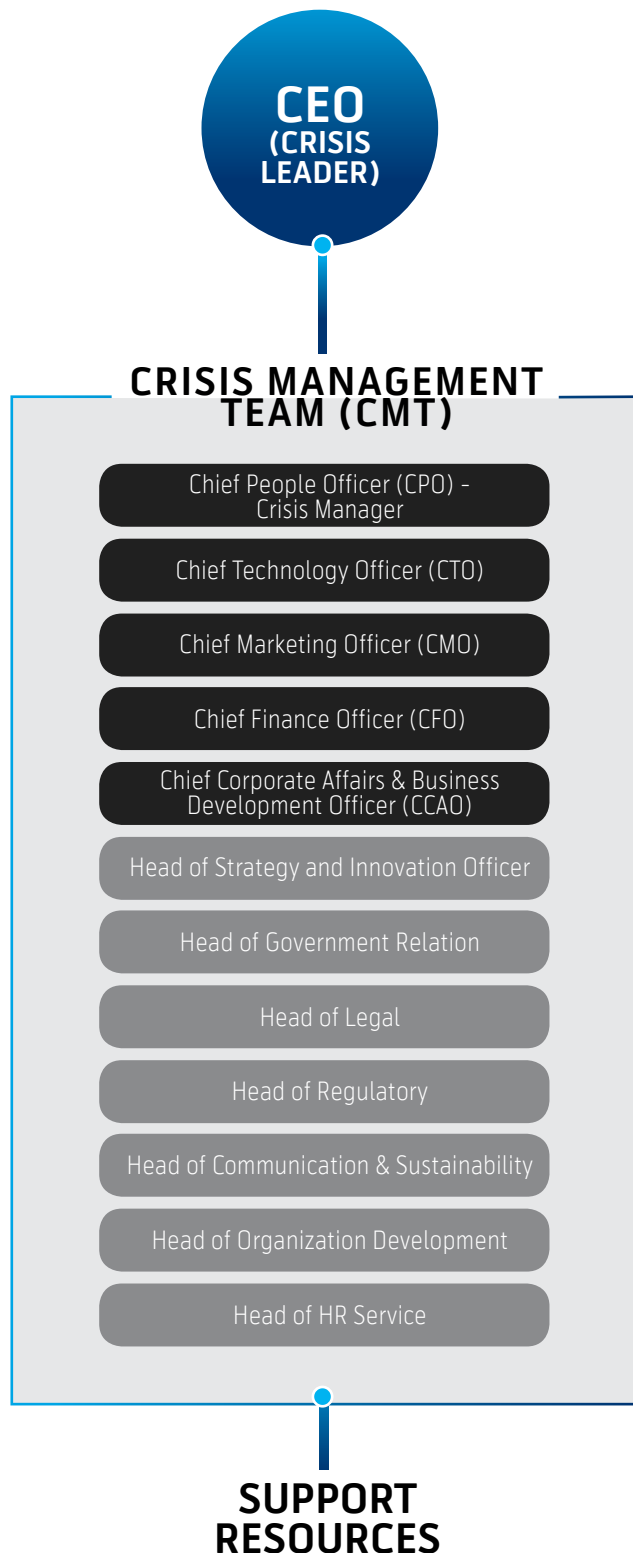 CEO
(CRISIS
LEADER)
CRISIS MANAGEMENT
TEAM (CMT)
Chief People Officer (CPO) -
Crisis Manager
Chief Technology Officer (CTO)
Chief Marketing Officer (CMO)
Chief Finance Officer (CFO)
Chief Corporate Affairs & Business
Development Officer (CCAO)
Head of Strategy and Innovation Officer
Head of Government Relation
Head of Legal
Head of Regulatory
Head of Communication & Sustainability
Head of Organization Development
Head of HR Service
SUPPORT
RESOURCES